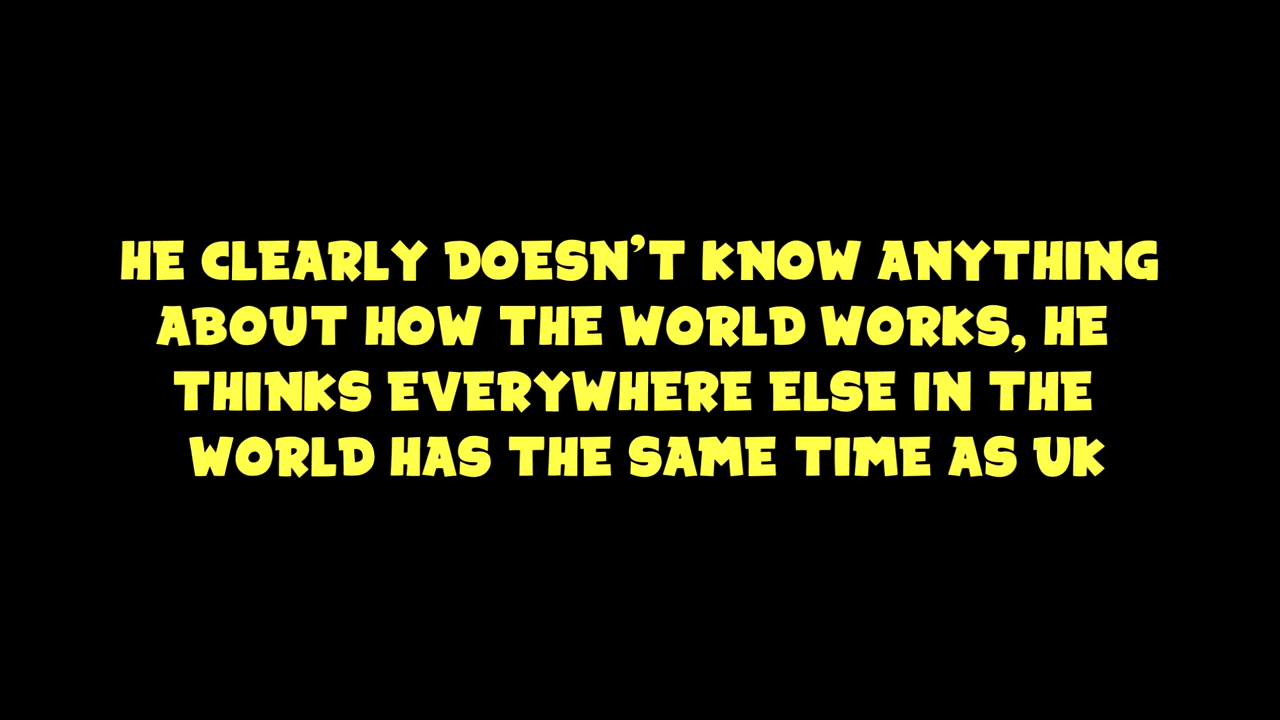 HE CLEARLY DOESN'T KNOW ANYTHING
ABOUT HOW THE WORLD WORKS, HE
THINKS EVERYWHERE ELSE IN THE
WORLD HAS THE SAME TIME AS UK